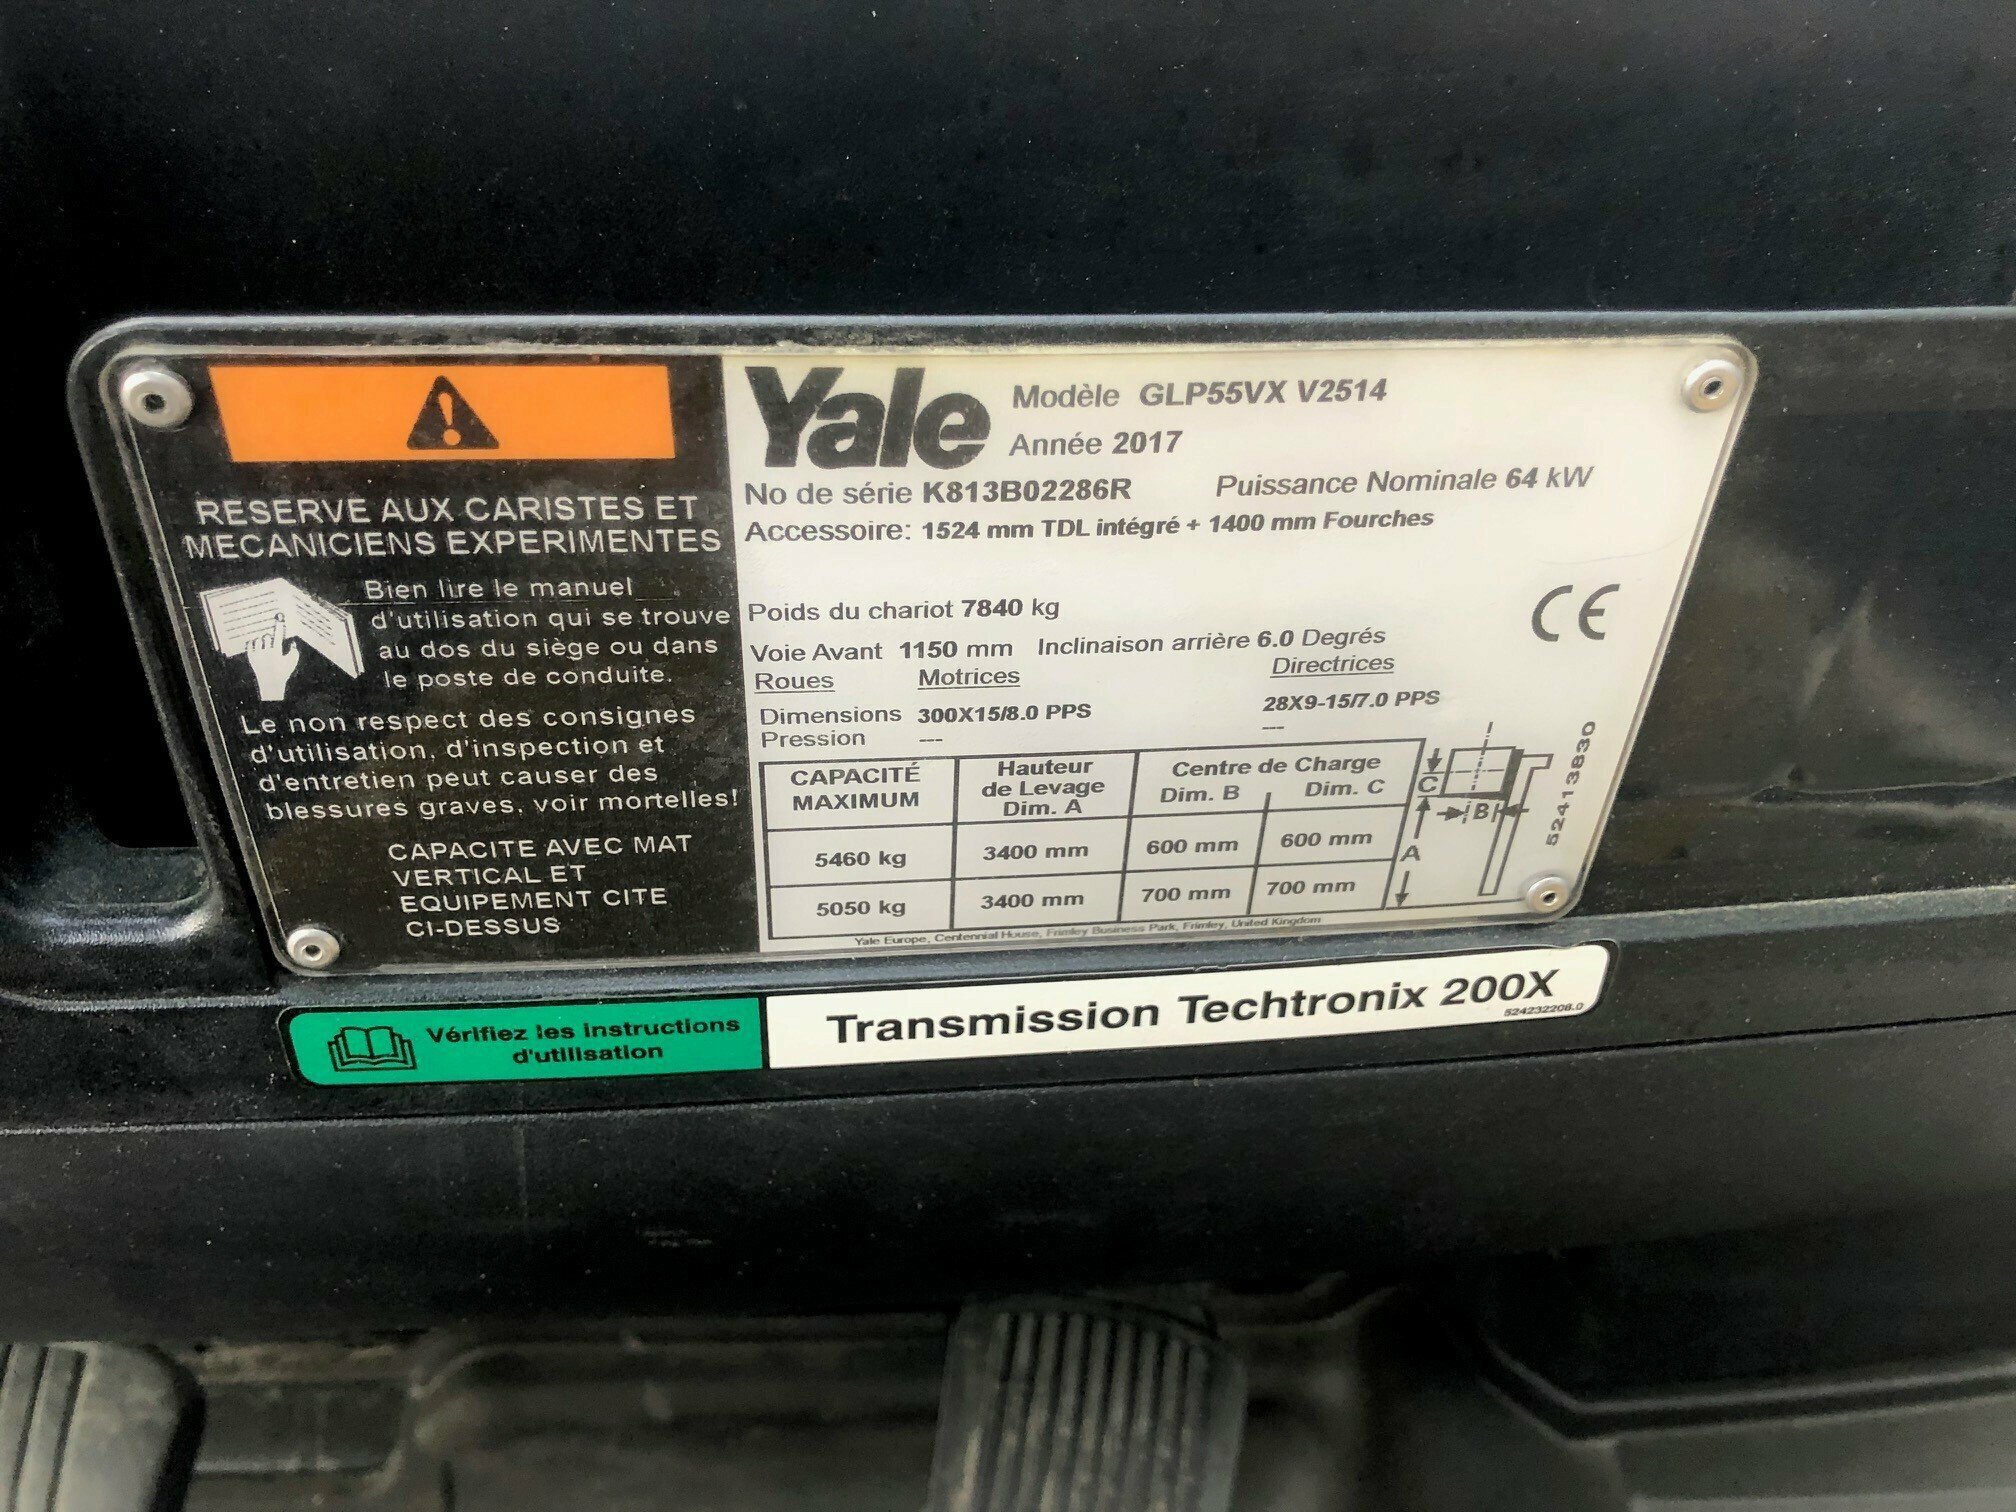 RESERVE AUX CARISTES ET
MECANICIENS EXPERIMENTES
Bien lire le manuel
d'utilisation qui se trouve
au dos du siège ou dans
le poste de conduite.
Le non respect des consignes
d'utilisation, d'inspection et
d'entretien peut causer des
blessures graves, voir mortelles!
CAPACITE AVEC MAT
VERTICAL ET
EQUIPEMENT CITE
CI-DESSUS
Yale
Modèle GLP55VX V2514
Année 2017
No de série K813B02286R Puissance Nominale 64 kW
Accessoire: 1524 mm TDL intégré + 1400 mm Fourches
CE
Poids du chariot 7840 kg
Voie Avant 1150 mm Inclinaison arrière 6.0 Degrés
Roues Motrices Directrices
Dimensions 300X15/8.0 PPS 28X9-15/7.0 PPS
Pression --- ---
CAPACITÉ
MAXIMUM
Hauteur
de Levage
Dim. A
Centre de Charge
Dim. B Dim. C
5460 kg 3400 mm 600 mm 600 mm
5050 kg 3400 mm 700 mm 700 mm
C
B
A
52413830
Yale Europe, Centennial House, Frimley Business Park, Frimley, United Kingdom
Vérifiez les instructions
d'utilisation
Transmission Techtronix 200X
524232208.0